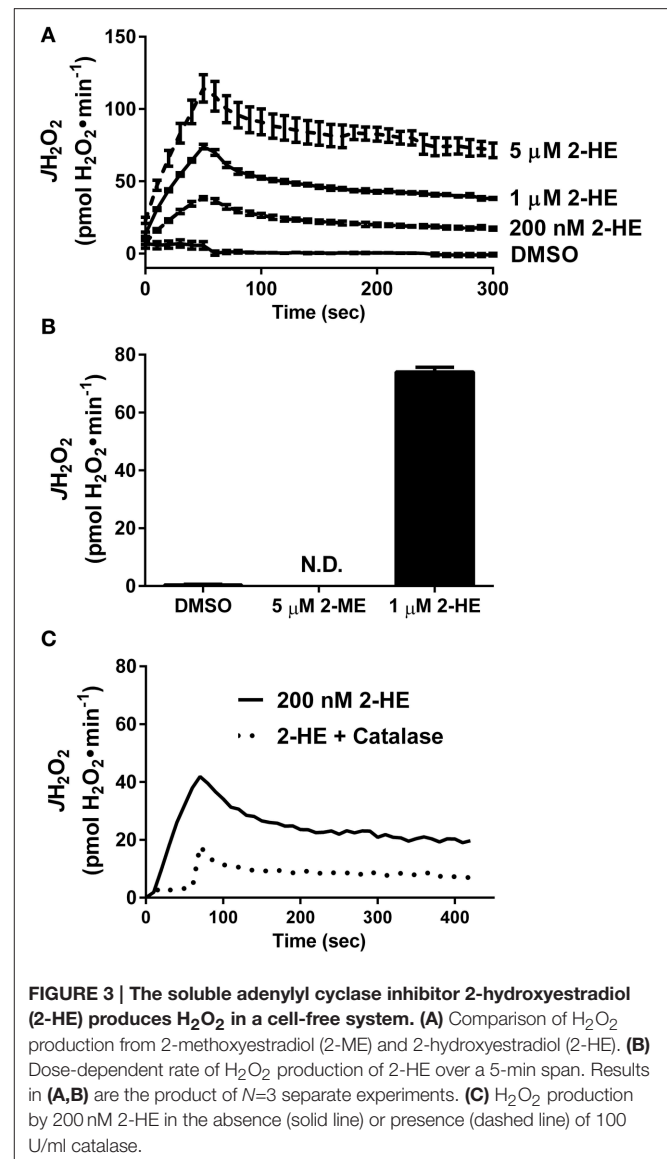 A
JH2O2
(pmol H2O2•min-1)
150
100
50
0
0
100
200
300
Time (sec)
5 μM 2-HE
1 μM 2-HE
200 nM 2-HE
DMSO
B
JH2O2
(pmol H2O2•min-1)
80
60
40
20
0
N.D.
DMSO
5 μM 2-ME
1 μM 2-HE
C
JH2O2
(pmol H2O2•min-1)
80
60
40
20
0
200 nM 2-HE
2-HE + Catalase
0
100
200
300
400
Time (sec)
FIGURE 3 | The soluble adenylyl cyclase inhibitor 2-hydroxyestradiol
(2-HE) produces H2O2 in a cell-free system. (A) Comparison of H2O2
production from 2-methoxyestradiol (2-ME) and 2-hydroxyestradiol (2-HE). (B)
Dose-dependent rate of H2O2 production of 2-HE over a 5-min span. Results
in (A,B) are the product of N=3 separate experiments. (C) H2O2 production
by 200 nM 2-HE in the absence (solid line) or presence (dashed line) of 100
U/ml catalase.